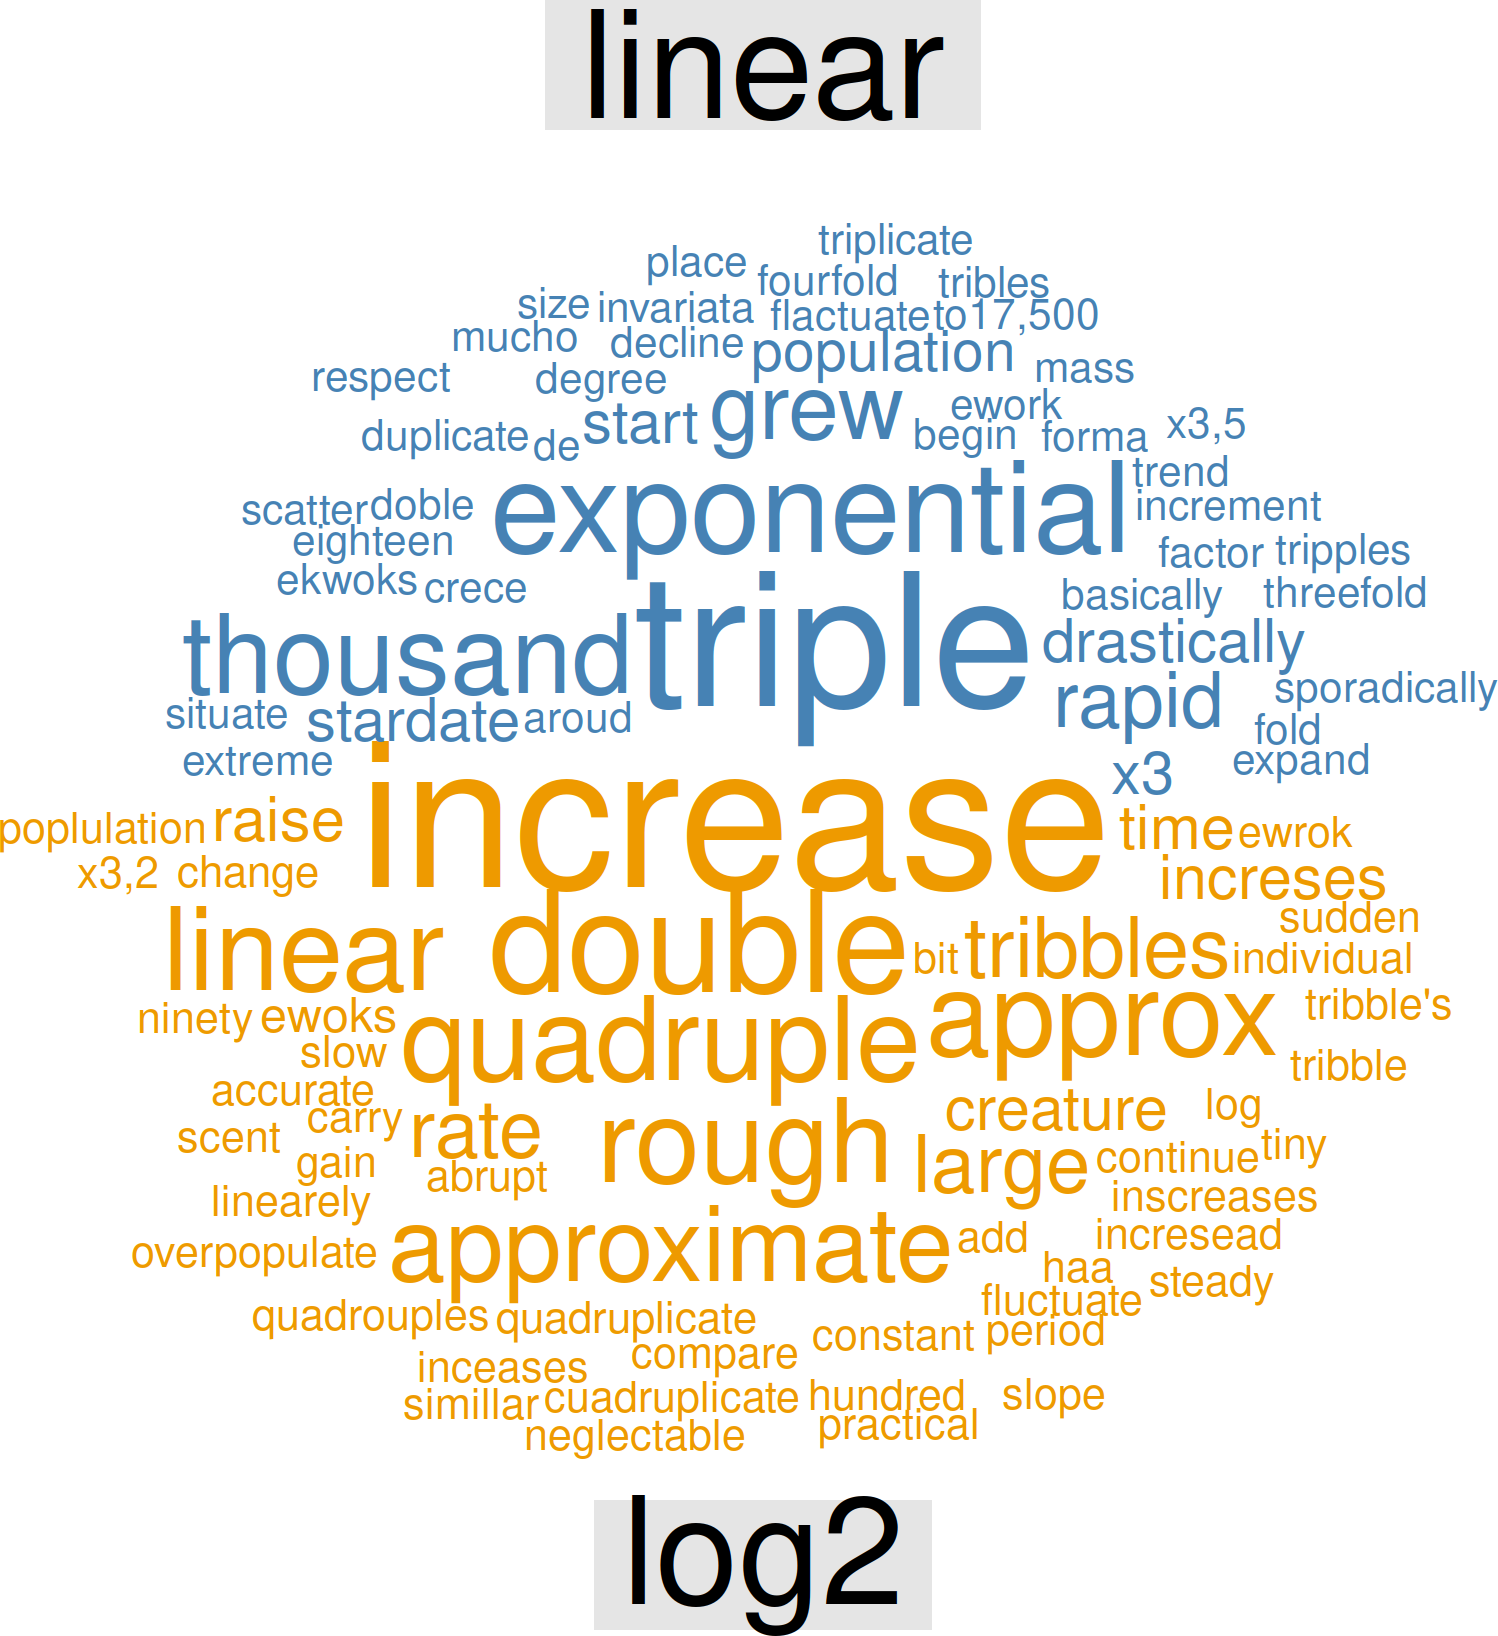 linear
triplicate
place
fourfold
tribles
size
invariata
flactuate
to17,500
mucho
decline
population
mass
respect
degree
grew
ework
start
duplicate
de
begin
forma
x3,5
exponential
trend
scatter
doble
increment
eighteen
factor
tripples
ekwoks
crece
basically
threefold
thousand
triple
drastically
rapid
sporadically
situate
stardate
aroud
fold
extreme
expand
x3
increase
poplulation
raise
time
ewrok
x3,2
change
increses
sudden
linear
double
bit
tribbles
individual
ninety
ewoks
quadruple
approx
tribble's
slow
tribble
accurate
carry
rate
rough
creature
log
scent
gain
abrupt
large
continue
tiny
linearely
inscreases
overpopulate
approximate
add
incresead
haa
steady
quadrouples
quadruplicate
fluctuate
constant
period
compare
inceases
simillar
cuadruplicate
hundred
slope
neglectable
practical
log2